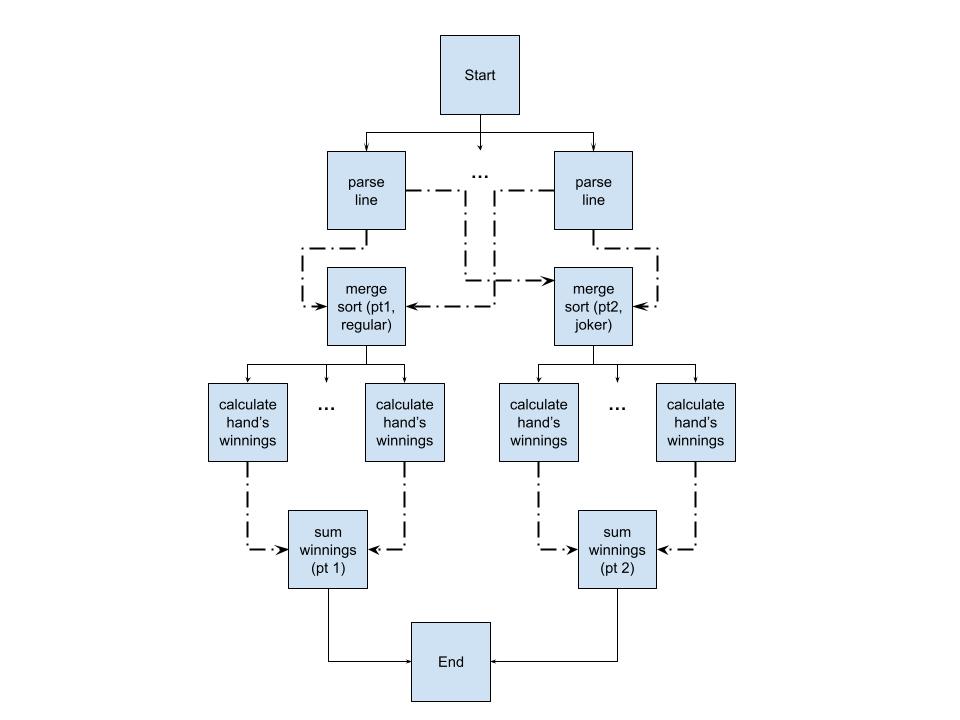 Start
parse
line
...
parse
line
merge
sort (pt1,
regular)
merge
sort (pt2,
joker)
calculate
hand’s
winnings
...
calculate
hand’s
winnings
calculate
hand’s
winnings
...
calculate
hand’s
winnings
sum
winnings
(pt 1)
sum
winnings
(pt 2)
End